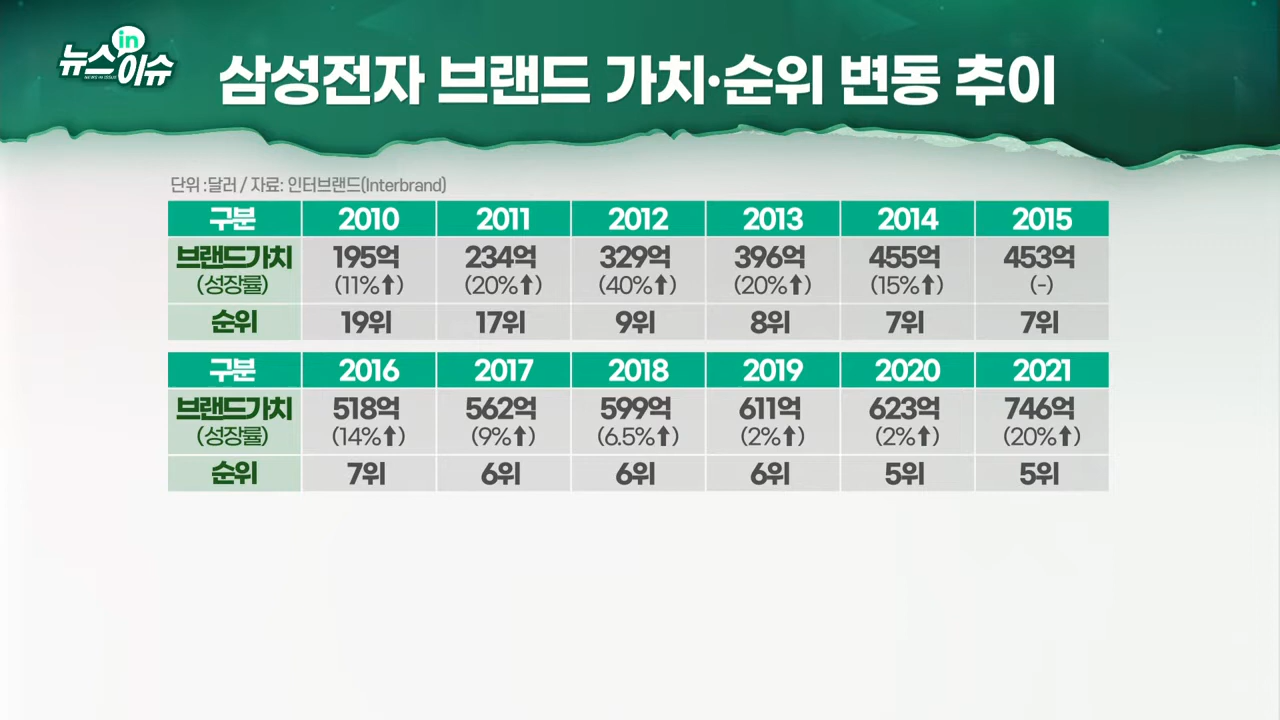 뉴스in이슈
NEWS IN ISSUE
삼성전자 브랜드 가치·순위 변동 추이
단위 :달러 / 자료: 인터브랜드(Interbrand)
구분 2010 2011 2012 2013 2014 2015
브랜드가치 195억 234억 329억 396억 455억 453억
(성장률) (11%⬆) (20%⬆) (40%⬆) (20%⬆) (15%⬆) (-)
순위 19위 17위 9위 8위 7위 7위
구분 2016 2017 2018 2019 2020 2021
브랜드가치 518억 562억 599억 611억 623억 746억
(성장률) (14%⬆) (9%⬆) (6.5%⬆) (2%⬆) (2%⬆) (20%⬆)
순위 7위 6위 6위 6위 5위 5위